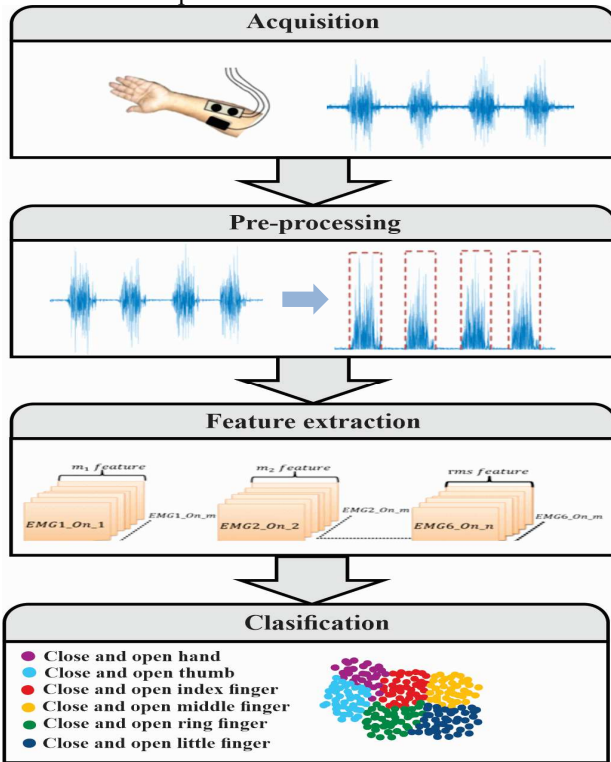 Acquisition
Pre-processing
Feature extraction
m₁ feature
m₂ feature
rms feature
EMG1_On_1
EMG1_On_m
EMG2_On_2
EMG2_On_m
EMG6_On_n
EMG6_On_m
Clasification
Close and open hand
Close and open thumb
Close and open index finger
Close and open middle finger
Close and open ring finger
Close and open little finger